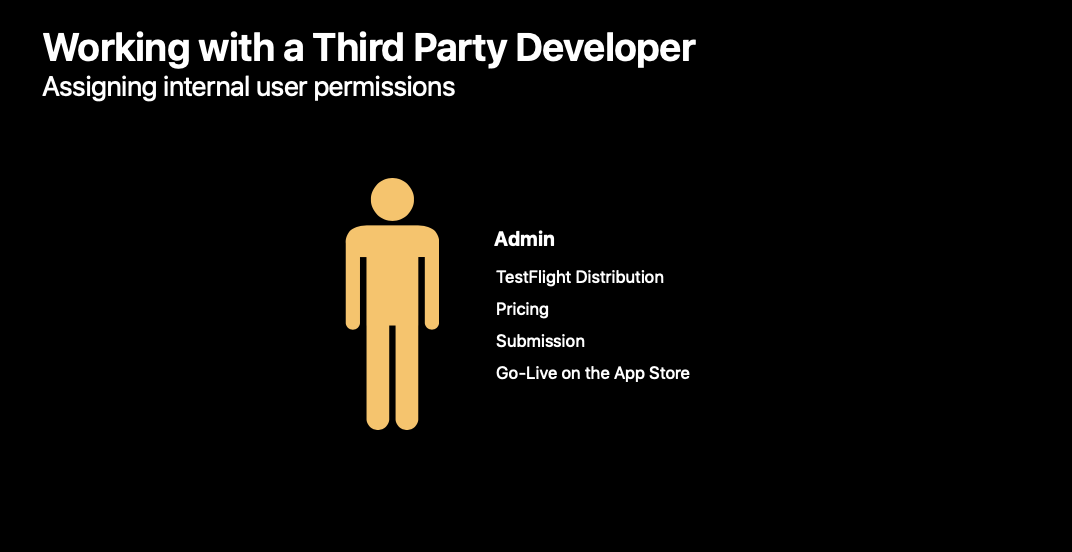 Working with a Third Party Developer
Assigning internal user permissions
Admin
TestFlight Distribution
Pricing
Submission
Go-Live on the App Store